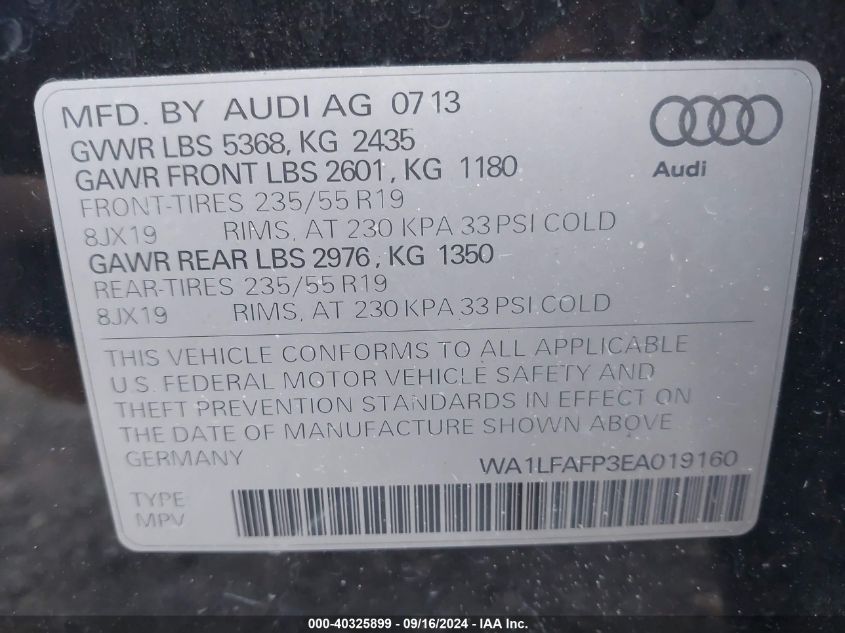 MFD. BY AUDI AG 07 13
GVWR LBS 5368, KG 2435
GAWR FRONT LBS 2601, KG 1180
FRONT-TIRES 235/55 R19
8JX19 RIMS, AT 230 KPA 33 PSI COLD
GAWR REAR LBS 2976, KG 1350
REAR-TIRES 235/55 R19
8JX19 RIMS, AT 230 KPA 33 PSI COLD
Audi
THIS VEHICLE CONFORMS TO ALL APPLICABLE
U.S. FEDERAL MOTOR VEHICLE SAFETY AND
THEFT PREVENTION STANDARDS IN EFFECT ON
THE DATE OF MANUFACTURE SHOWN ABOVE
GERMANY WA1LFAFP3EA019160
TYPE
MPV
000-40325899 / 09/16/2024 - IAA Inc.